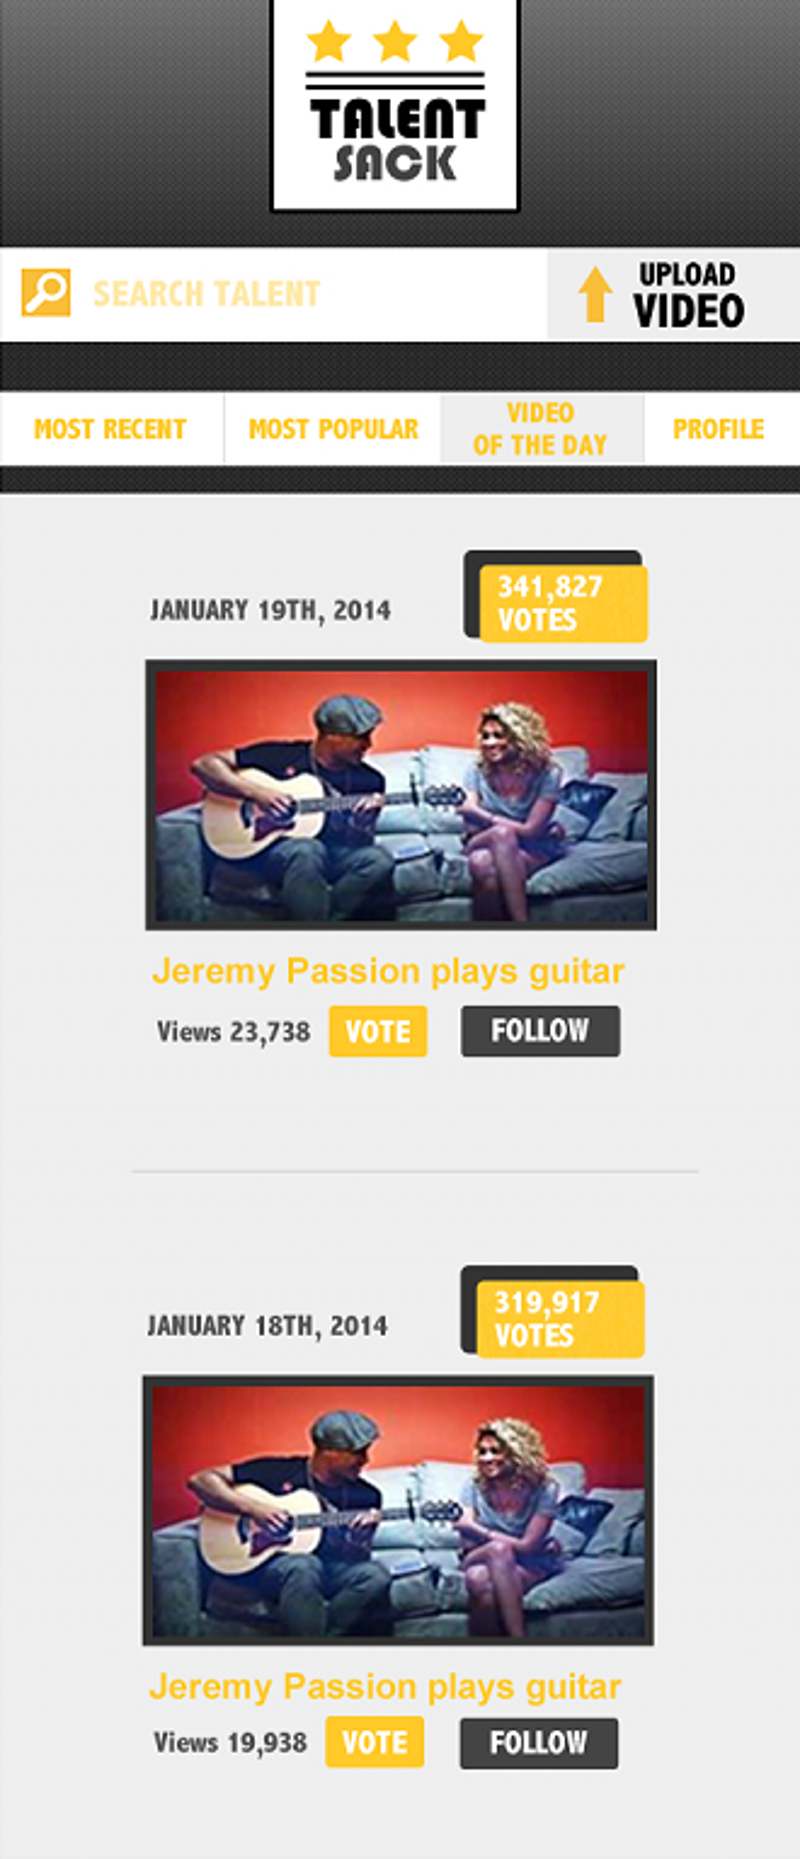 TALENT
SACK
SEARCH TALENT
UPLOAD
VIDEO
MOST RECENT
MOST POPULAR
VIDEO
OF THE DAY
PROFILE
JANUARY 19TH, 2014
341,827
VOTES
Jeremy Passion plays guitar
Views 23,738
VOTE
FOLLOW
JANUARY 18TH, 2014
319,917
VOTES
Jeremy Passion plays guitar
Views 19,938
VOTE
FOLLOW